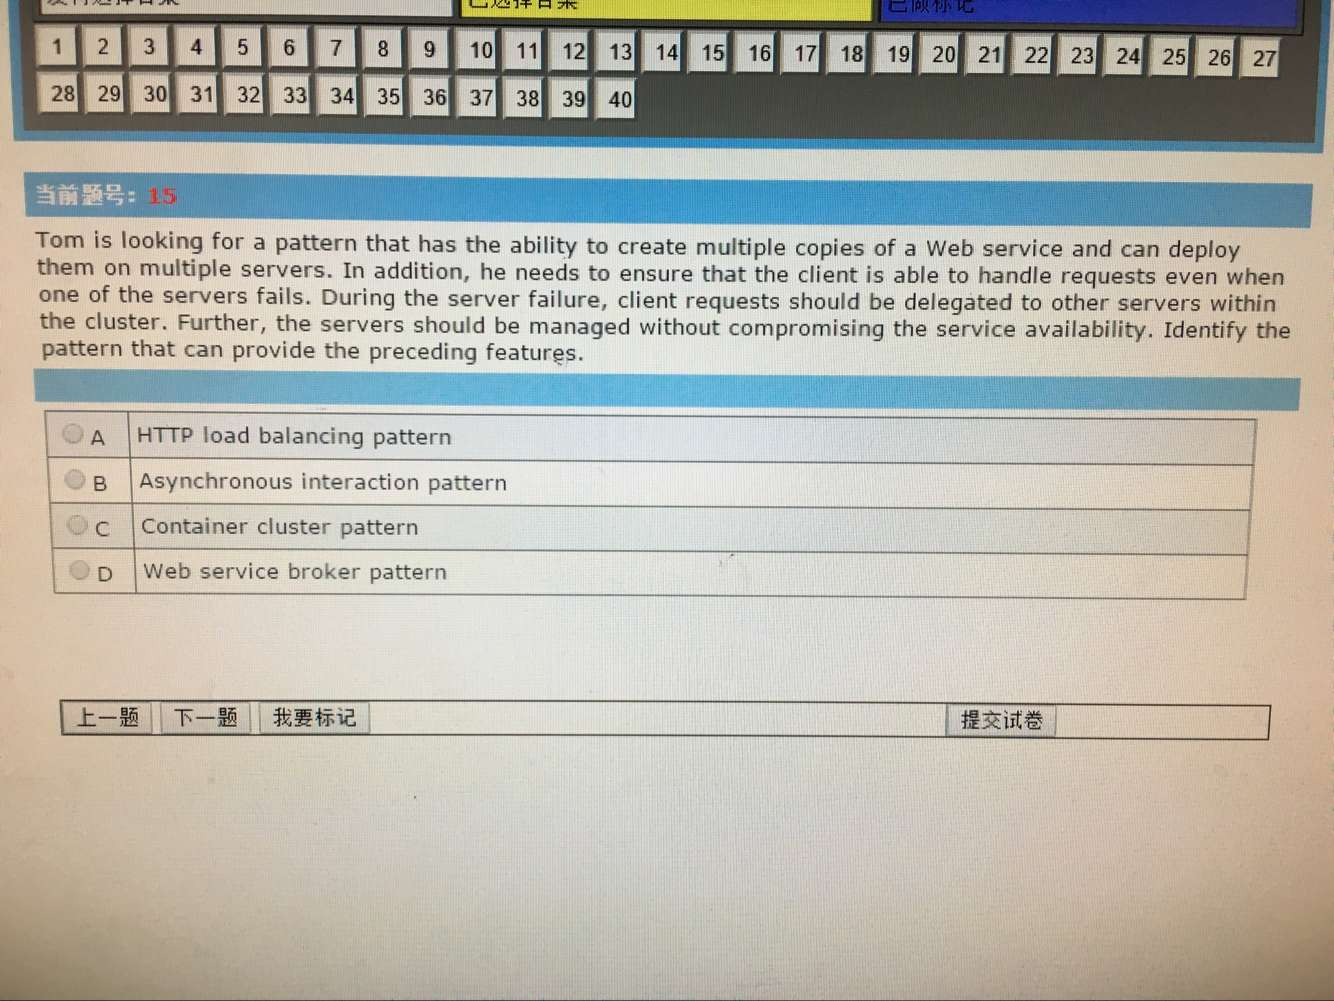 1 2 3 4 5 6 7 8 9 10 11 12 13 14 15 16 17 18 19 20 21 22 23 24 25 26 27
28 29 30 31 32 33 34 35 36 37 38 39 40
当前题号: 15
Tom is looking for a pattern that has the ability to create multiple copies of a Web service and can deploy
them on multiple servers. In addition, he needs to ensure that the client is able to handle requests even when
one of the servers fails. During the server failure, client requests should be delegated to other servers within
the cluster. Further, the servers should be managed without compromising the service availability. Identify the
pattern that can provide the preceding features.
A HTTP load balancing pattern
B Asynchronous interaction pattern
C Container cluster pattern
D Web service broker pattern
上一题 下一题 我要标记 提交试卷